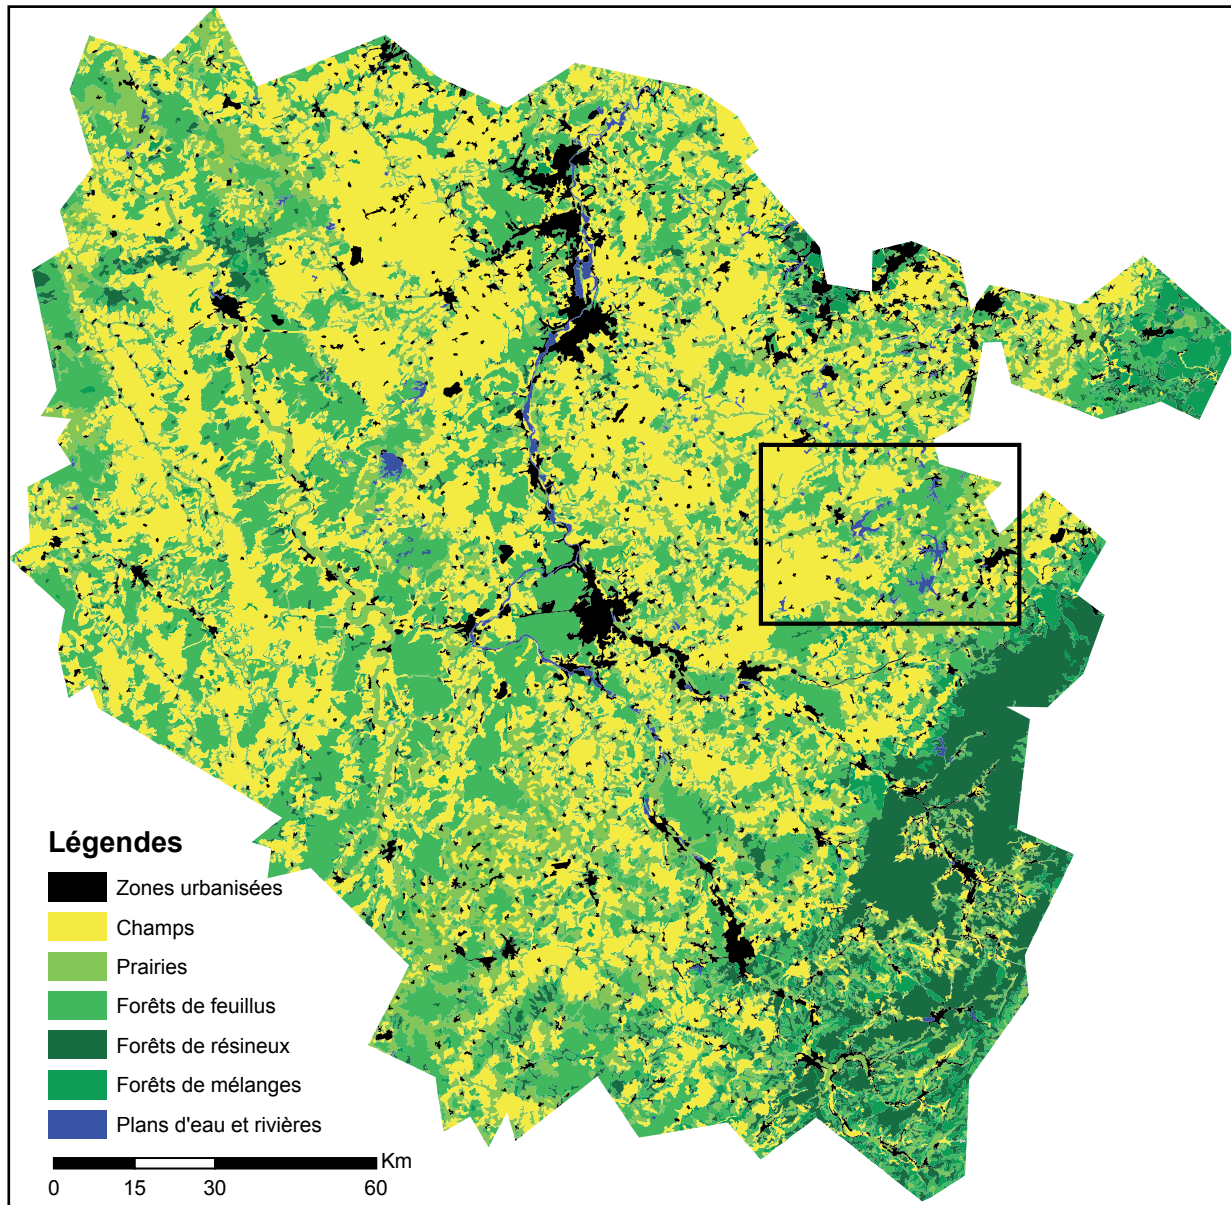 Légendes
Zones urbanisées
Champs
Prairies
Forêts de feuillus
Forêts de résineux
Forêts de mélanges
Plans d'eau et rivières
Km
0 15 30 60